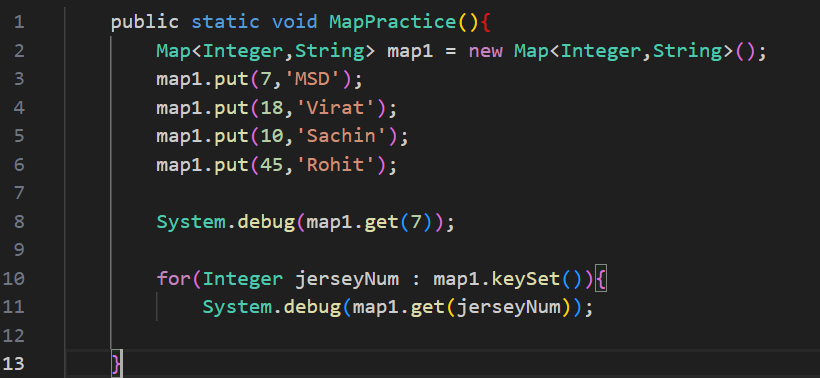 1 public static void MapPractice(){
2 Map<Integer,String> map1 = new Map<Integer,String>();
3 map1.put(7,'MSD');
4 map1.put(18,'Virat');
5 map1.put(10,'Sachin');
6 map1.put(45,'Rohit');
7
8 System.debug(map1.get(7));
9
10 for(Integer jerseyNum : map1.keySet()){
11 System.debug(map1.get(jerseyNum));
12
13 }